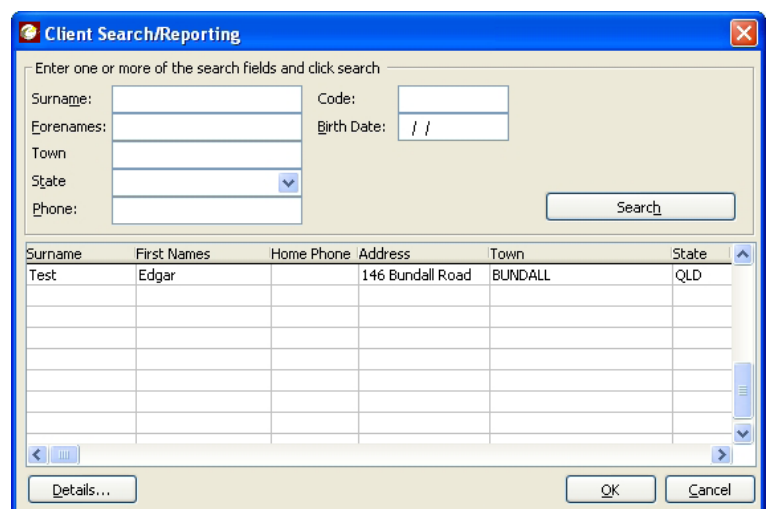 Client Search/Reporting
Enter one or more of the search fields and click search
Surname: Code:
Forenames: Birth Date: / /
Town
State
Phone: Search
Surname First Names Home Phone Address Town State
Test Edgar 146 Bundall Road BUNDALL QLD
Details... OK Cancel